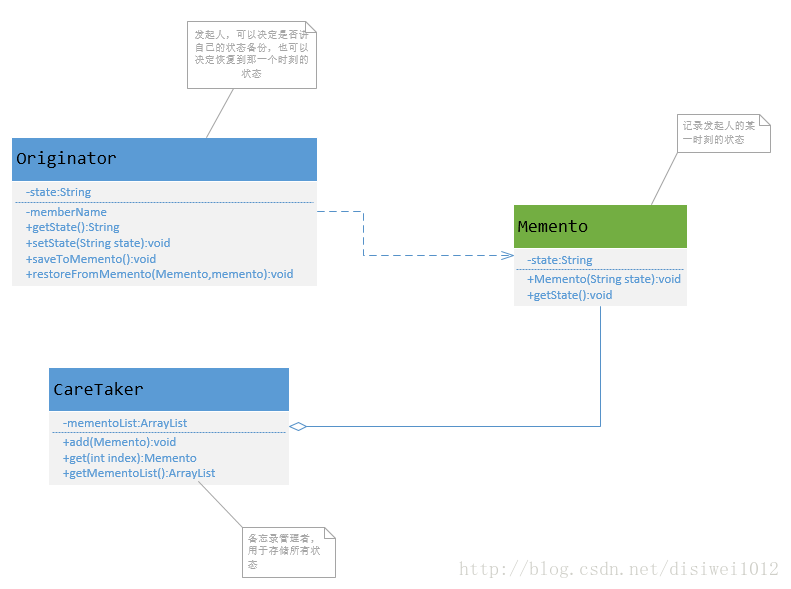 发起人，可以决定是否讲
自己的状态备份，也可以
决定恢复到那一个时刻的
状态
记录发起人的某
一时刻的状态
Originator
-state:String
-memberName
+getState():String
+setState(String state):void
+saveToMemento():void
+restoreFromMemento(Memento,memento):void
Memento
-state:String
+Memento(String state):void
+getState():void
CareTaker
-mementoList:ArrayList
+add(Memento):void
+get(int index):Memento
+getMementoList():ArrayList
备忘录管理者，
用于存储所有状
态
http://blog.csdn.net/disiwei1012